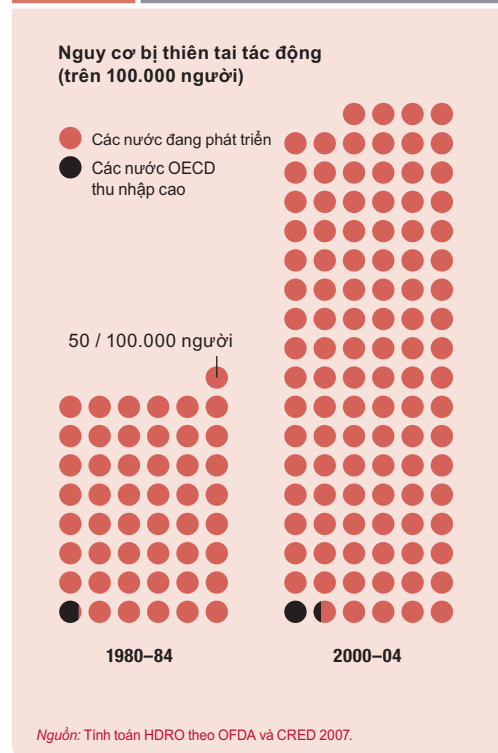 Nguy cơ bị thiên tai tác động
(trên 100.000 người)
Các nước đang phát triển
Các nước OECD
thu nhập cao
50 / 100.000 người
1980–84
2000–04
Nguồn: Tính toán HDRO theo OFDA và CRED 2007.